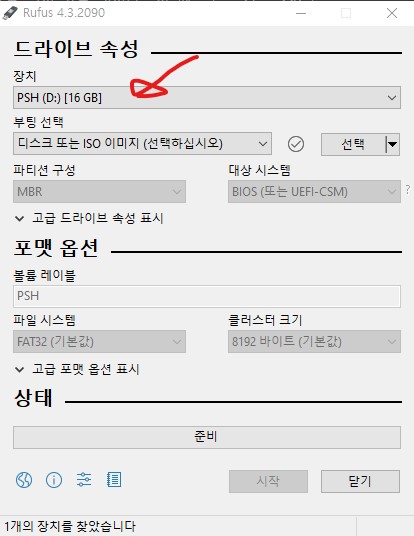 Rufus 4.3.2090
드라이브 속성
장치
PSH (D:) [16 GB]
부팅 선택
디스크 또는 ISO 이미지 (선택하십시오)
선택
파티션 구성
대상 시스템
MBR
BIOS (또는 UEFI-CSM)
?
고급 드라이브 속성 표시
포맷 옵션
볼륨 레이블
PSH
파일 시스템
클러스터 크기
FAT32 (기본값)
8192 바이트 (기본값)
고급 포맷 옵션 표시
상태
준비
시작
닫기
1개의 장치를 찾았습니다